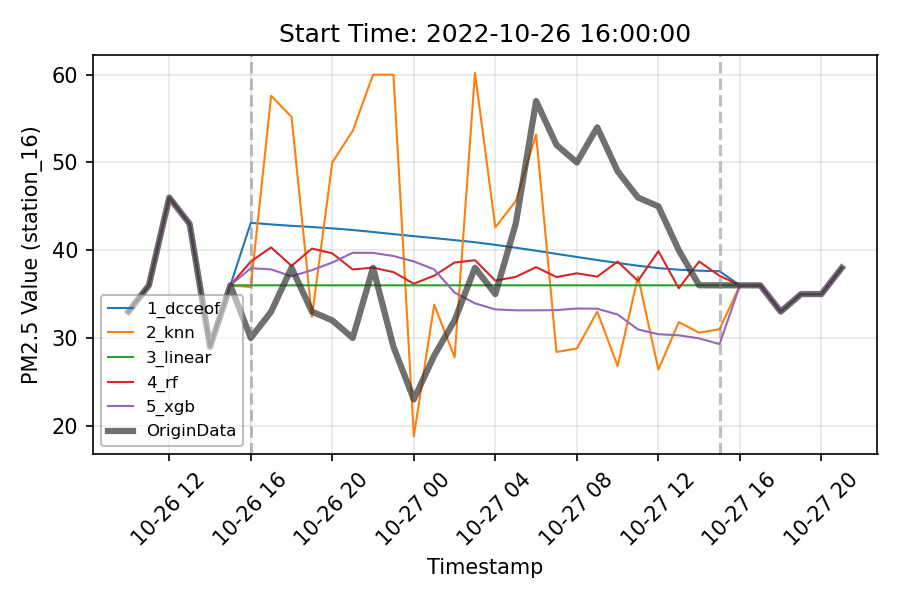 Start Time: 2022-10-26 16:00:00
PM2.5 Value (station_16)
60
50
40
30
20
1_dcceof
2_knn
3_linear
4_rf
5_xgb
OriginData
10-26 12
10-26 16
10-26 20
10-27 00
10-27 04
10-27 08
10-27 12
10-27 16
10-27 20
Timestamp